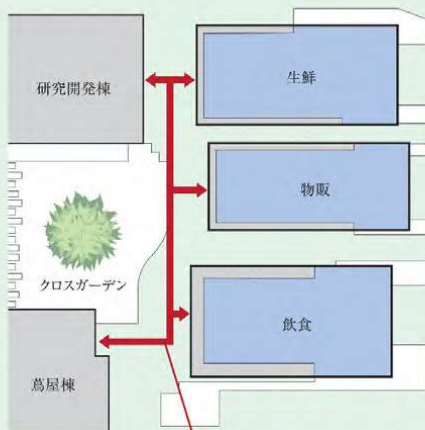 研究開発棟
生鮮
物販
クロスガーデン
飲食
蔦屋棟